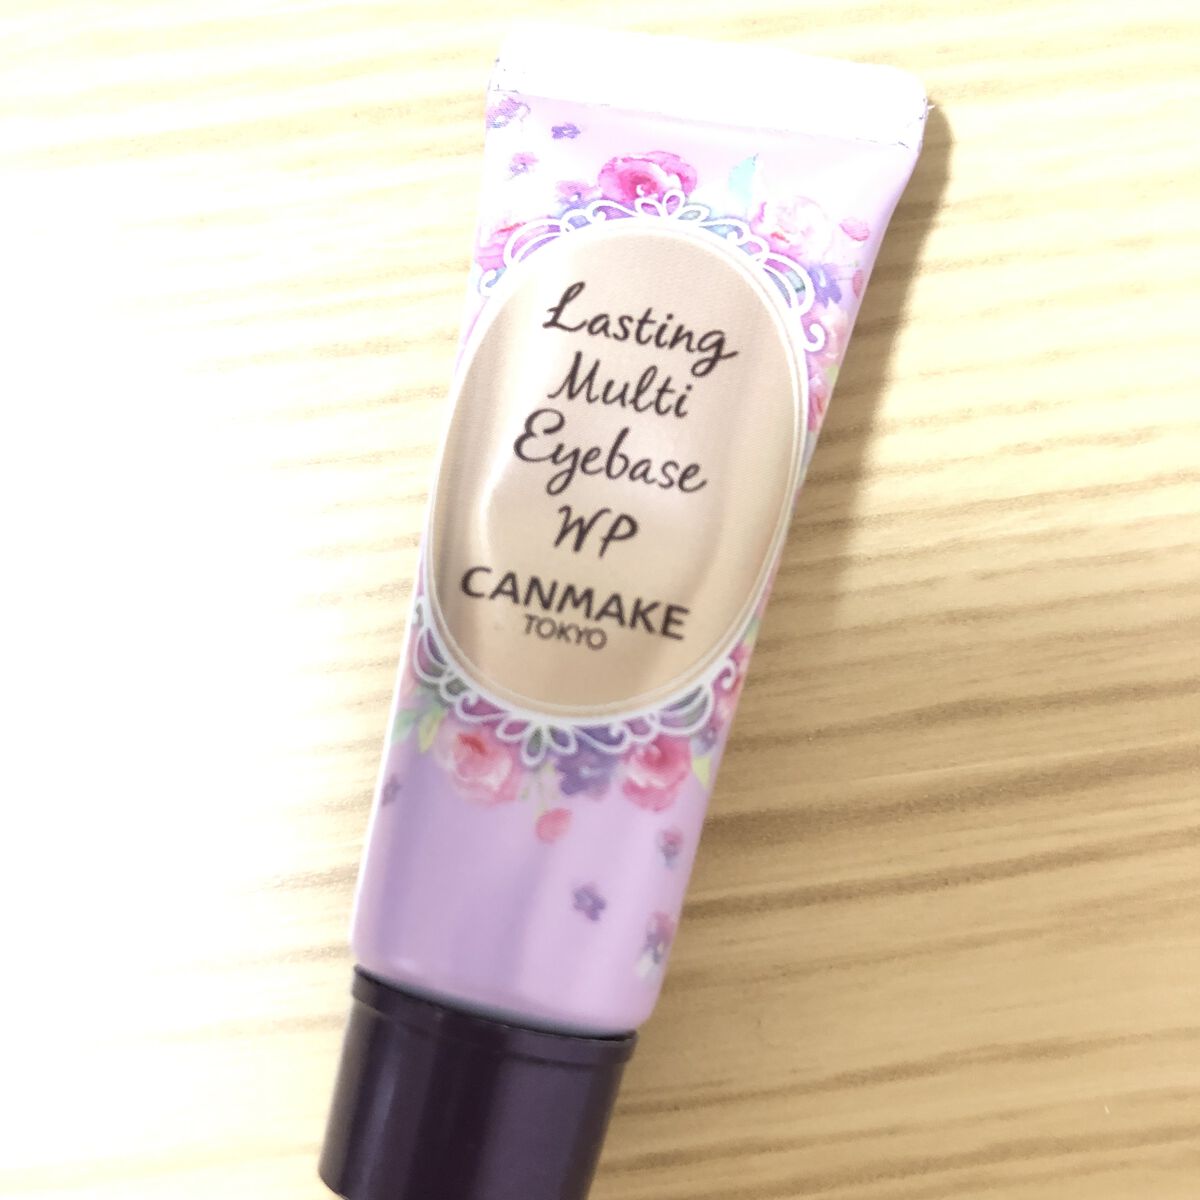 Lasting
Multi
Eyebase
WP
CANMAKE
TOKYO